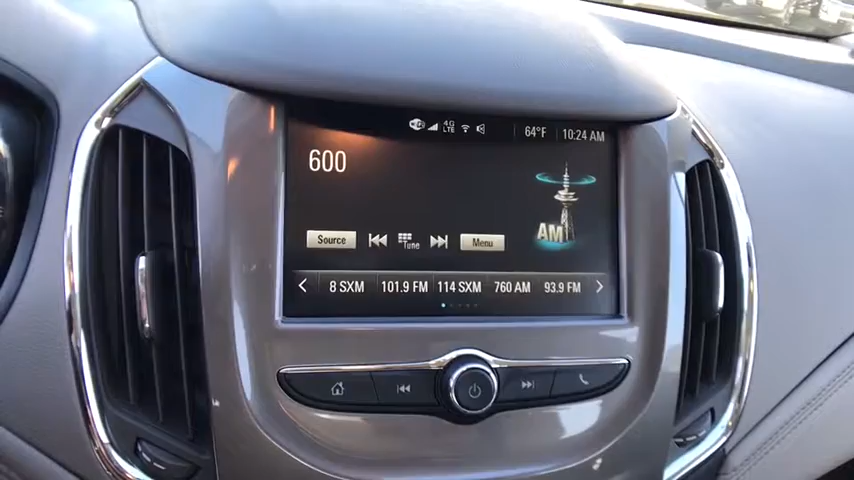 4G LTE 64°F 10:24 AM
600
AM
Source Tune Menu
8 SXM 101.9 FM 114 SXM 760 AM 93.9 FM